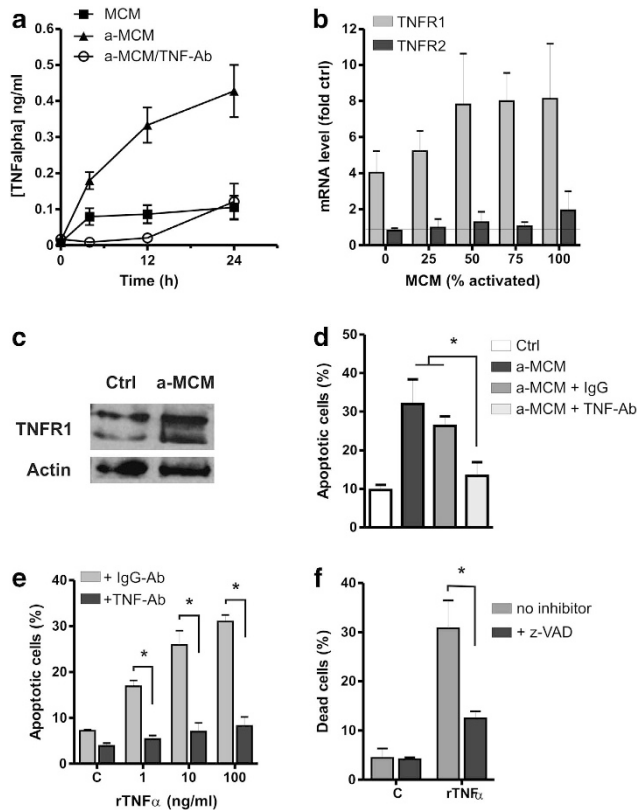 a
MCM
a-MCM
a-MCM/TNF-Ab
[TNFalpha] ng/ml
0.6
0.5
0.4
0.3
0.2
0.1
0
0 12 24
Time (h)
b
TNFR1
TNFR2
mRNA level (fold ctrl)
12
10
8
6
4
2
0
0 25 50 75 100
MCM (% activated)
c
Ctrl a-MCM
TNFR1
Actin
d
Ctrl
a-MCM
a-MCM + IgG
a-MCM + TNF-Ab
*
Apoptotic cells (%)
50
40
30
20
10
0
e
+ IgG-Ab
+TNF-Ab
Apoptotic cells (%)
40
30
20
10
0
* * *
C 1 10 100
rTNFα (ng/ml)
f
no inhibitor
+ z-VAD
*
Dead cells (%)
40
30
20
10
0
C rTNFα